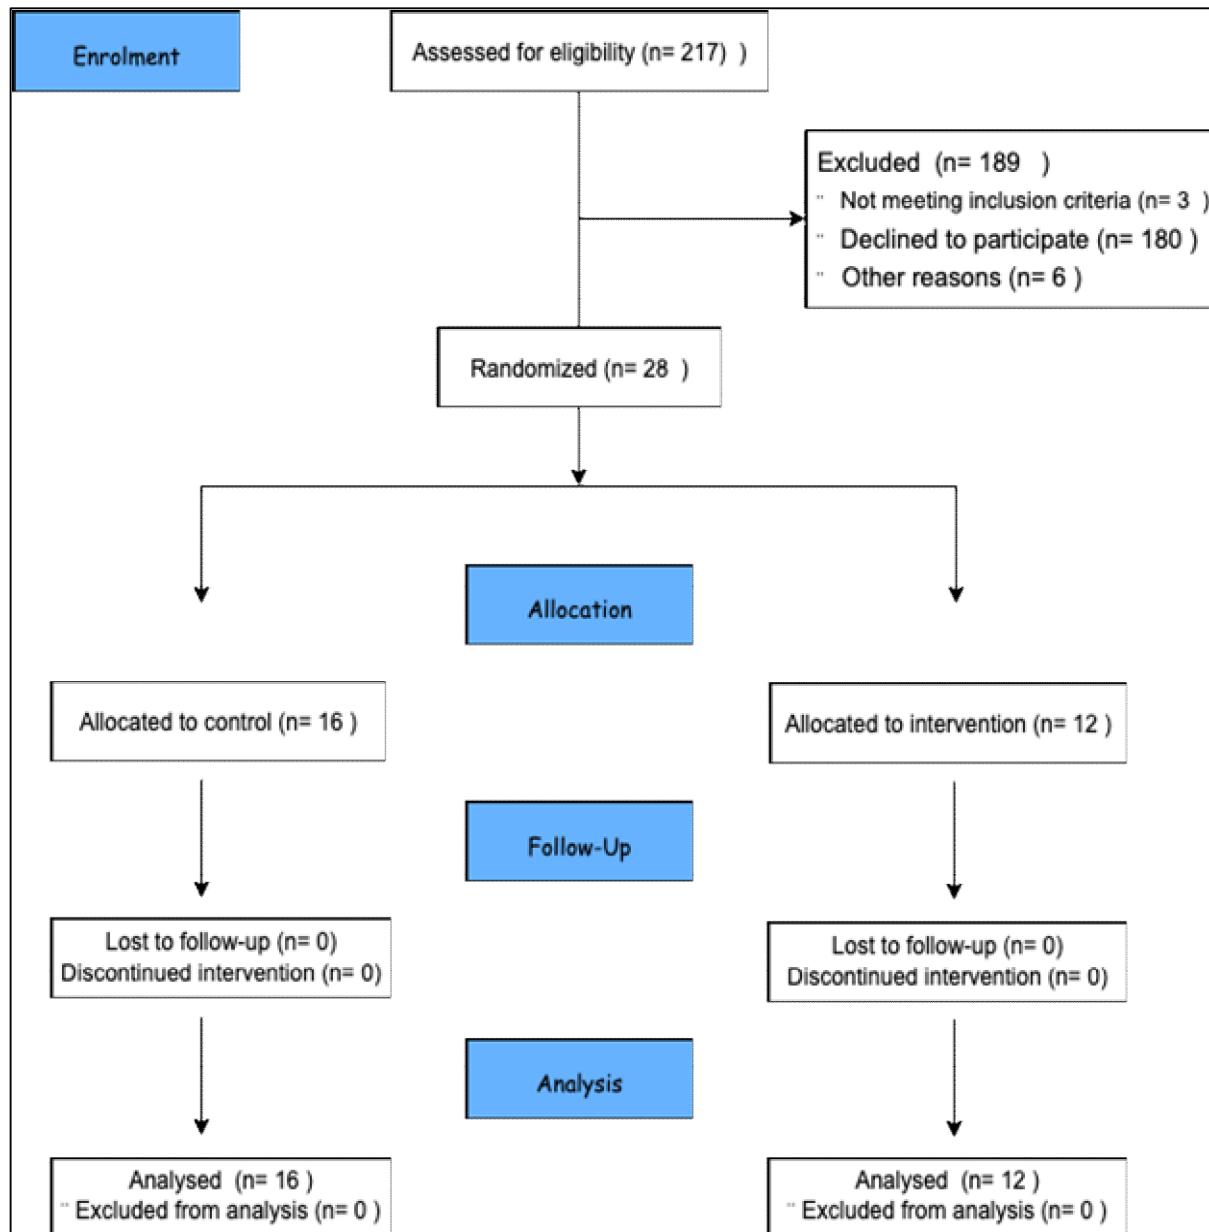 Enrolment
Assessed for eligibility (n= 217) )
Excluded (n= 189 )
¨ Not meeting inclusion criteria (n= 3 )
¨ Declined to participate (n= 180 )
¨ Other reasons (n= 6 )
Randomized (n= 28 )
Allocation
Allocated to control (n= 16 )
Allocated to intervention (n= 12 )
Follow-Up
Lost to follow-up (n= 0)
Discontinued intervention (n= 0)
Lost to follow-up (n= 0)
Discontinued intervention (n= 0)
Analysis
Analysed (n= 16 )
¨ Excluded from analysis (n= 0 )
Analysed (n= 12 )
¨ Excluded from analysis (n= 0 )